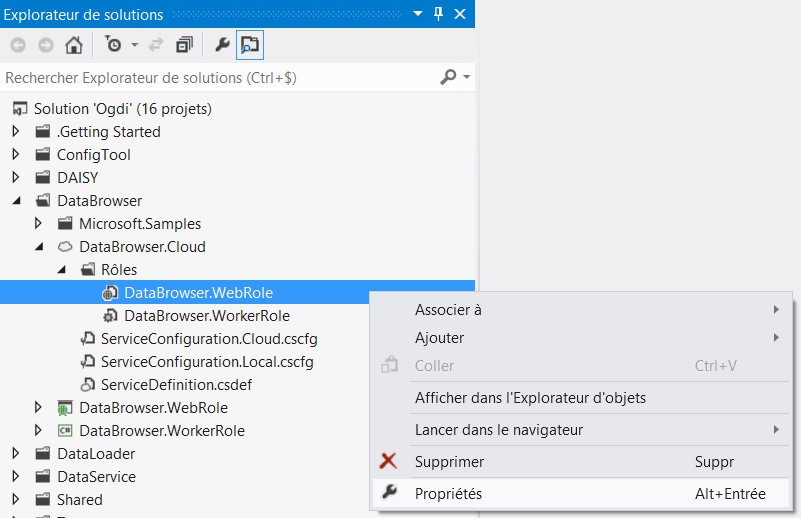 Explorateur de solutions
Rechercher Explorateur de solutions (Ctrl+$)
Solution 'Ogdi' (16 projets)
.Getting Started
ConfigTool
DAISY
DataBrowser
Microsoft.Samples
DataBrowser.Cloud
Rôles
DataBrowser.WebRole
DataBrowser.WorkerRole
ServiceConfiguration.Cloud.cscfg
ServiceConfiguration.Local.cscfg
ServiceDefinition.csdef
DataBrowser.WebRole
DataBrowser.WorkerRole
DataLoader
DataService
Shared
Associer à
Ajouter
Coller Ctrl+V
Afficher dans l'Explorateur d'objets
Lancer dans le navigateur
Supprimer Suppr
Propriétés Alt+Entrée